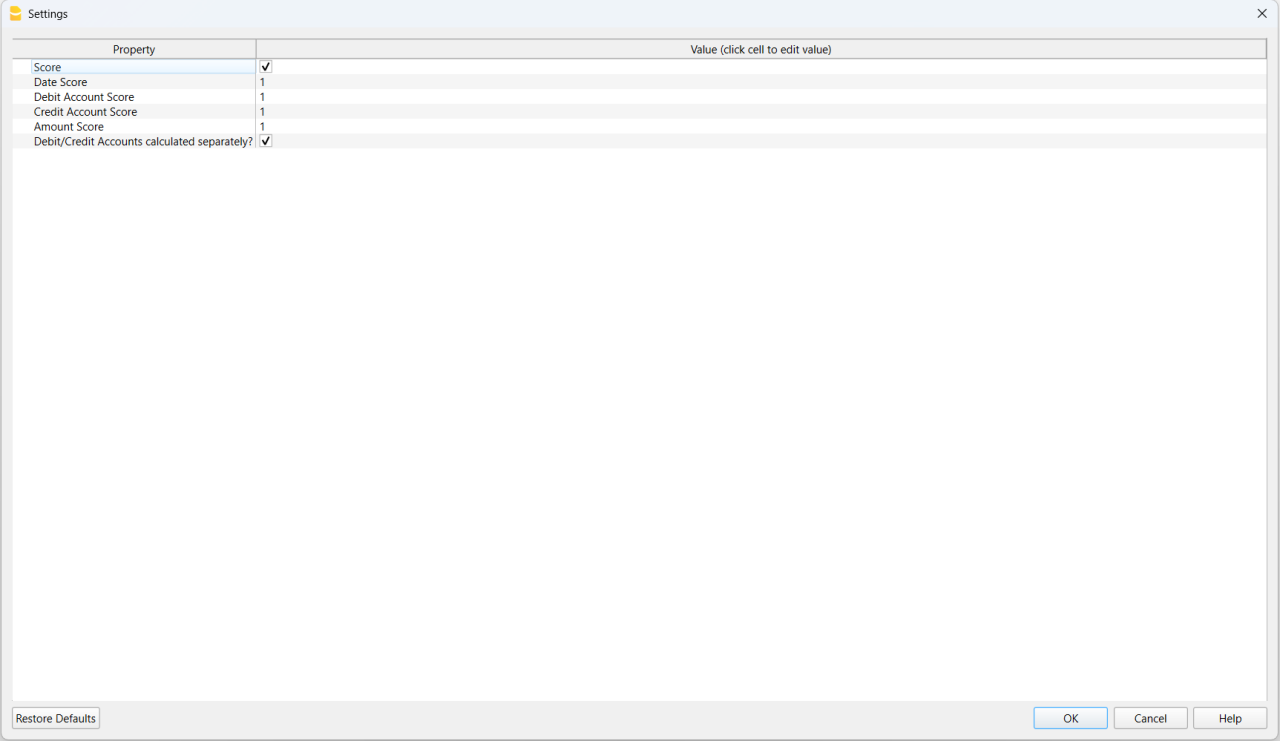 Settings
Property Value (click cell to edit value)
Score
Date Score 1
Debit Account Score 1
Credit Account Score 1
Amount Score 1
Debit/Credit Accounts calculated separately?
Restore Defaults OK Cancel Help